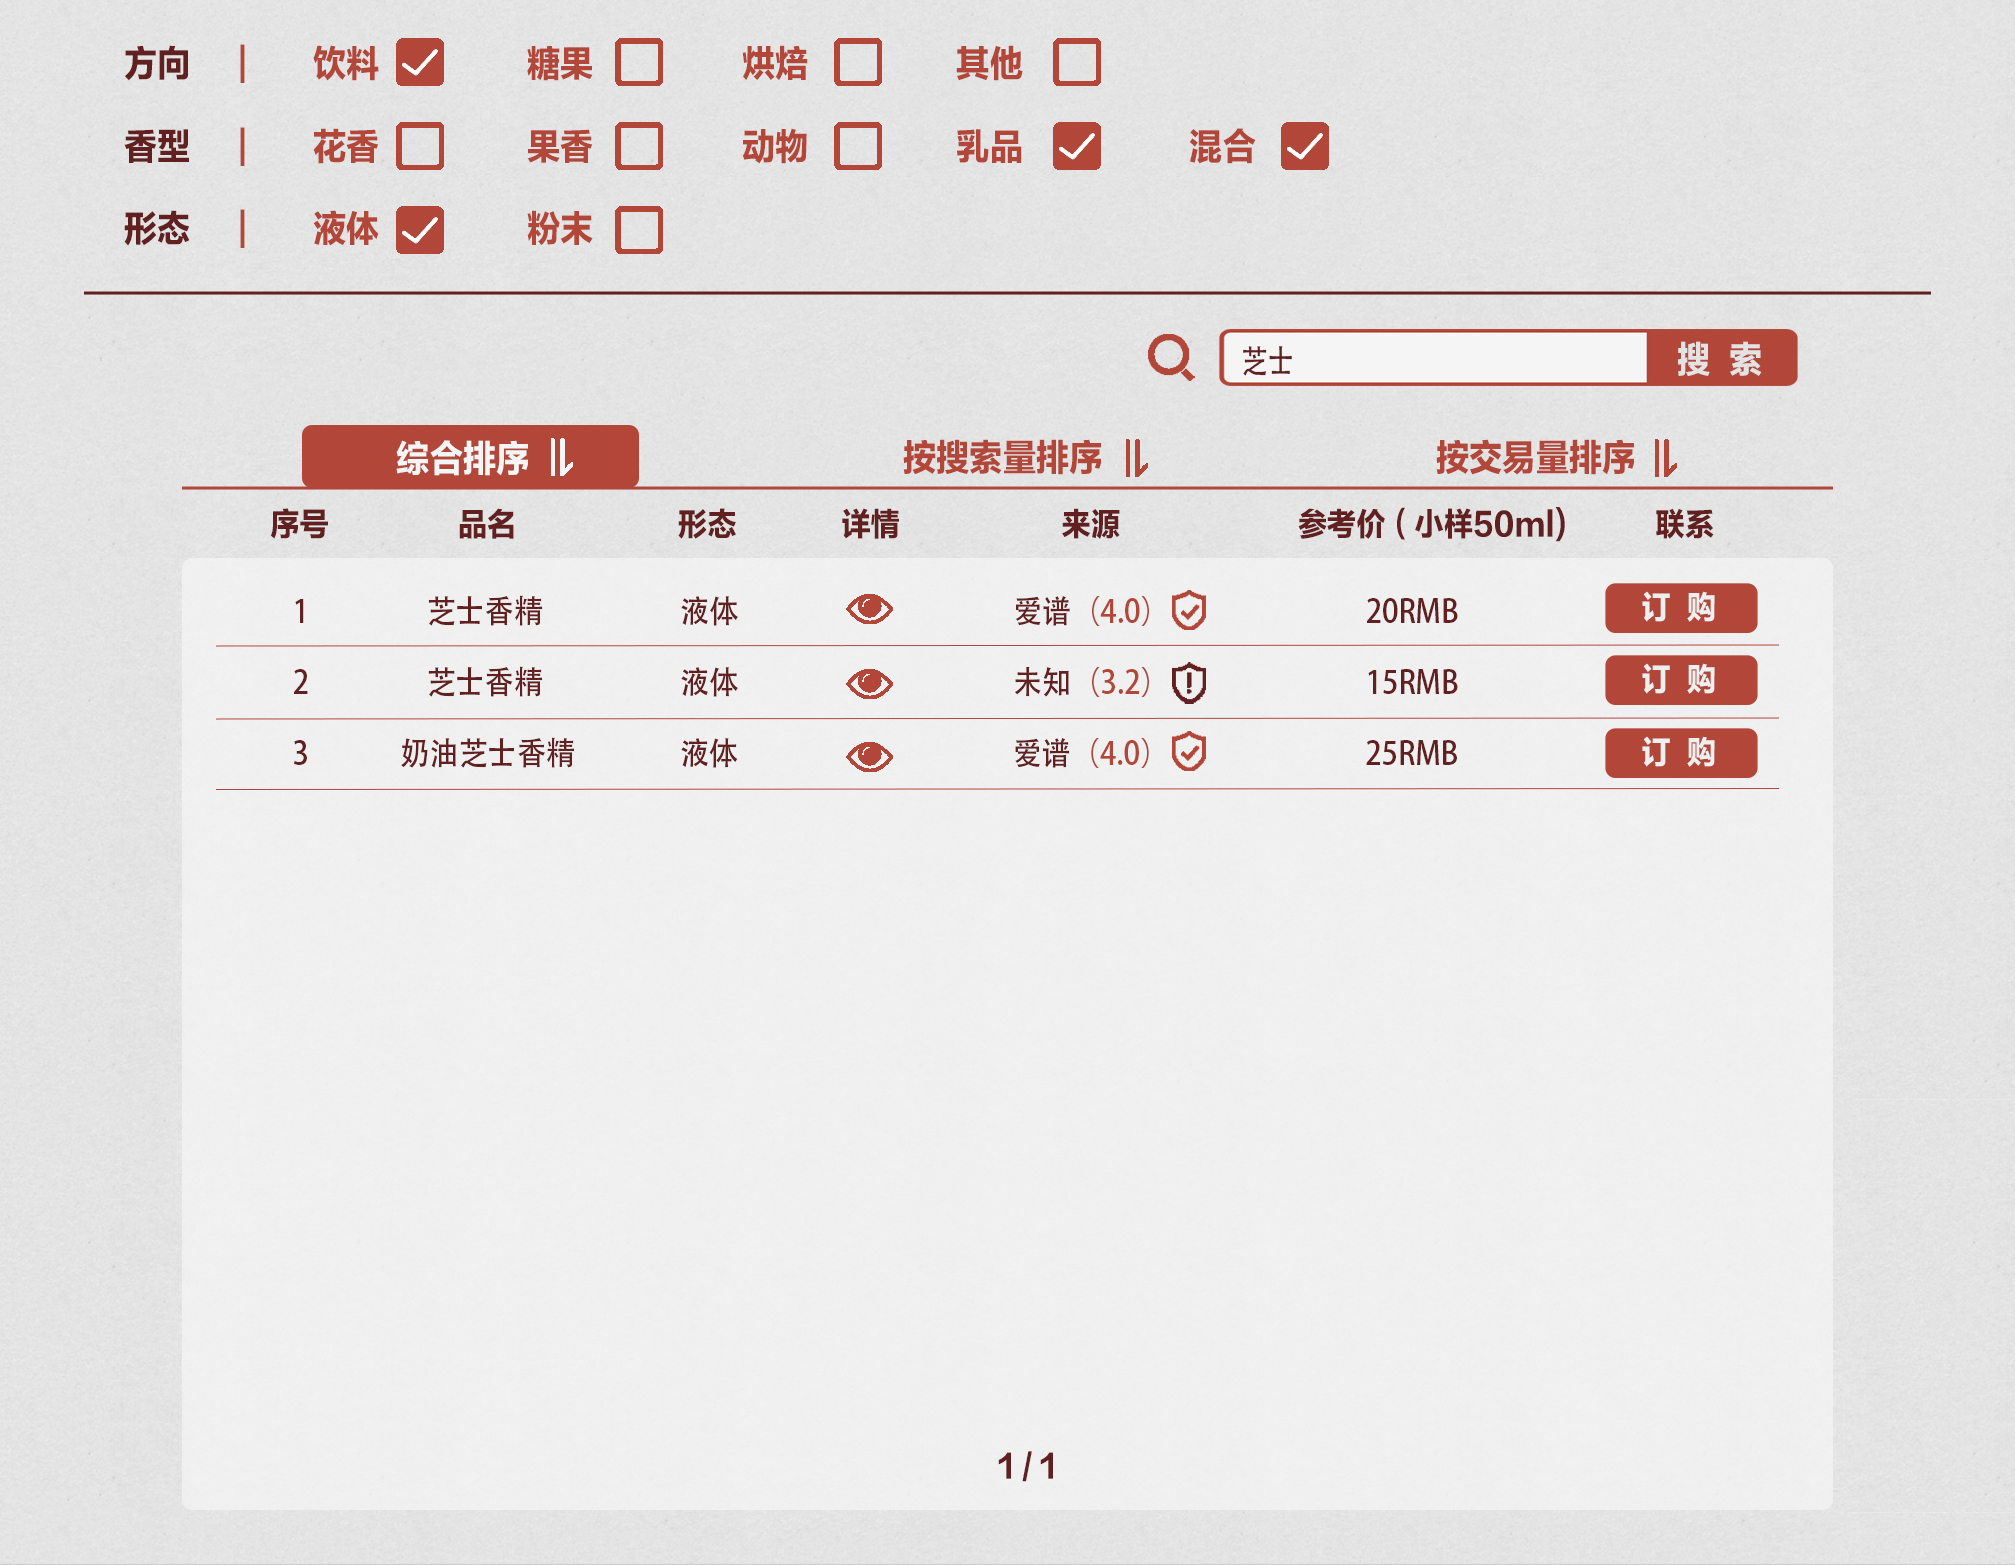 方向 | 饮料 糖果 烘焙 其他
香型 | 花香 果香 动物 乳品 混合
形态 | 液体 粉末
芝士 搜 索
综合排序 按搜索量排序 按交易量排序
序号 品名 形态 详情 来源 参考价 ( 小样50ml) 联系
1 芝士香精 液体 爱谱 (4.0) 20RMB 订 购
2 芝士香精 液体 未知 (3.2) 15RMB 订 购
3 奶油芝士香精 液体 爱谱 (4.0) 25RMB 订 购
1/1